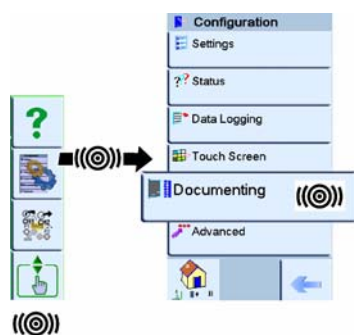 Configuration
Settings
?? Status
Data Logging
Touch Screen
Documenting
Advanced
?